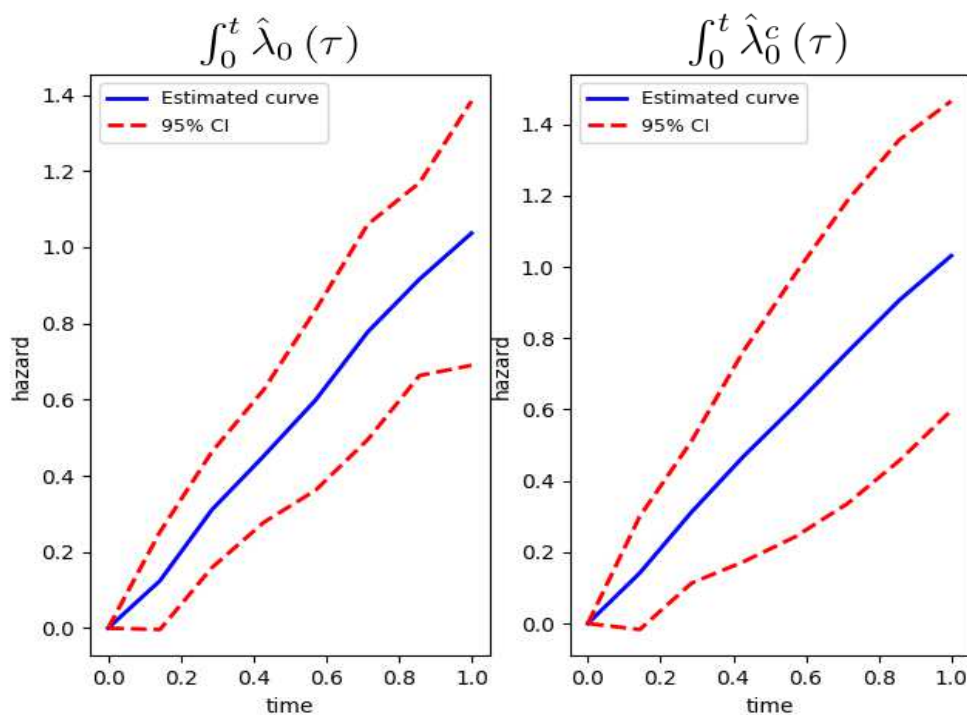 ∫₀ᵗ λ̂₀ (τ)
Estimated curve
95% CI
1.4
1.2
1.0
0.8
0.6
0.4
0.2
0.0
hazard
0.0 0.2 0.4 0.6 0.8 1.0
time
∫₀ᵗ λ̂₀ᶜ (τ)
Estimated curve
95% CI
1.4
1.2
1.0
0.8
0.6
0.4
0.2
0.0
hazard
0.0 0.2 0.4 0.6 0.8 1.0
time